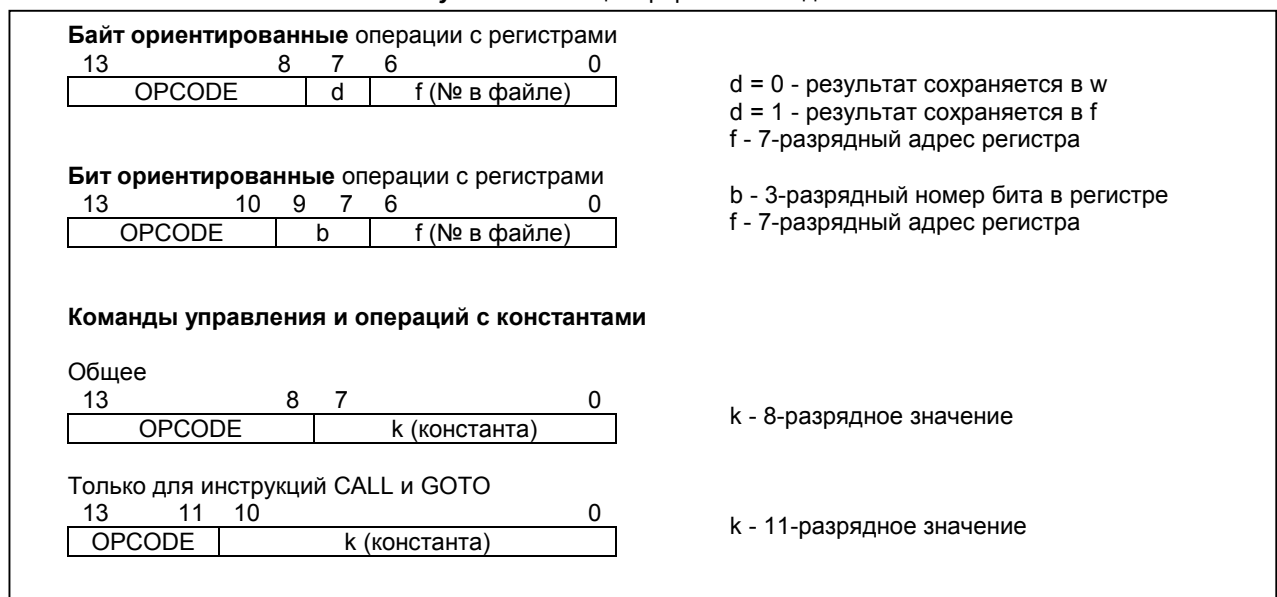 Байт ориентированные операции с регистрами
13 8 7 6 0
OPCODE d f (№ в файле)
d = 0 - результат сохраняется в w
d = 1 - результат сохраняется в f
f - 7-разрядный адрес регистра
Бит ориентированные операции с регистрами
13 10 9 7 6 0
OPCODE b f (№ в файле)
b - 3-разрядный номер бита в регистре
f - 7-разрядный адрес регистра
Команды управления и операций с константами
Общее
13 8 7 0
OPCODE k (константа)
k - 8-разрядное значение
Только для инструкций CALL и GOTO
13 11 10 0
OPCODE k (константа)
k - 11-разрядное значение